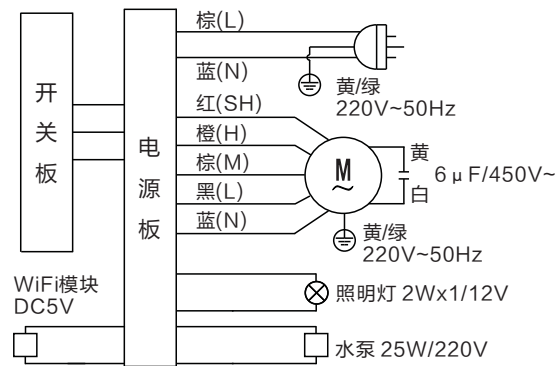 棕(L)
蓝(N)
黄/绿
220V~50Hz
开关板
电源板
红(SH)
橙(H)
棕(M)
黑(L)
蓝(N)
M
~
黄
6μF/450V~
白
黄/绿
220V~50Hz
WiFi模块
DC5V
照明灯 2Wx1/12V
水泵 25W/220V